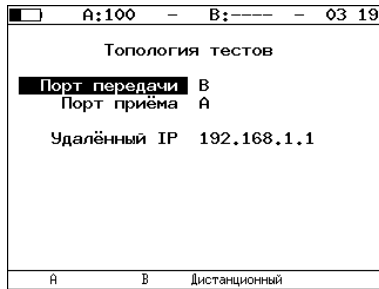 A:100 – B:---- – 03 19
Топология тестов
Порт передачи B
Порт приёма A
Удалённый IP 192.168.1.1
A B Дистанционный